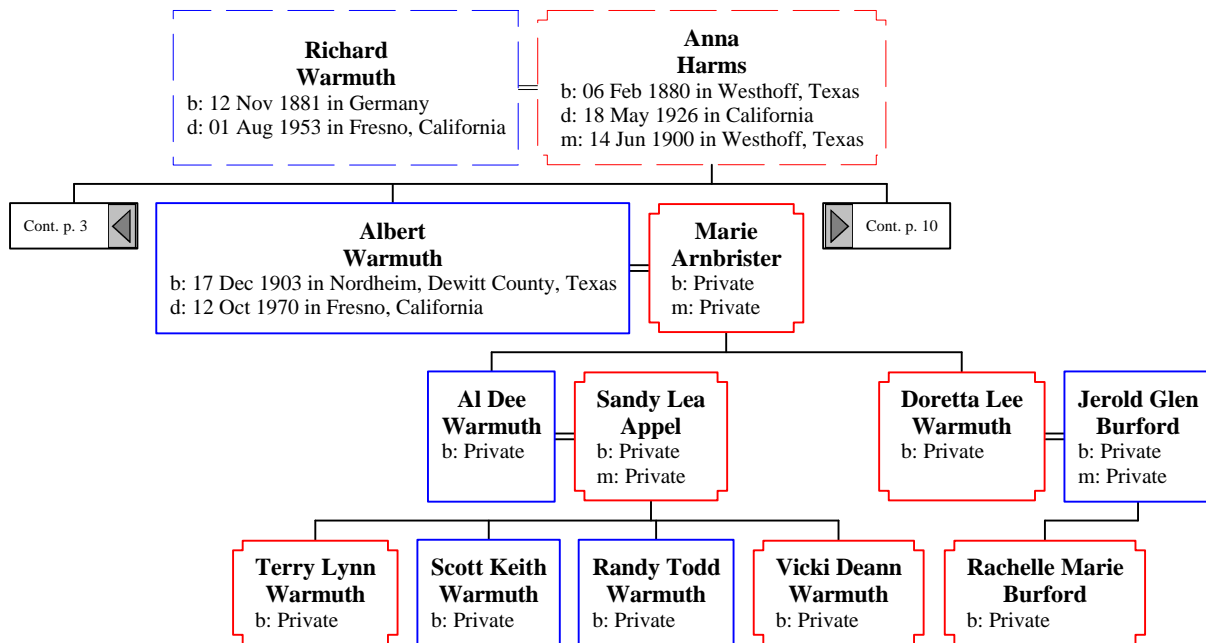 Richard
Warmuth
b: 12 Nov 1881 in Germany
d: 01 Aug 1953 in Fresno, California
Anna
Harms
b: 06 Feb 1880 in Westhoff, Texas
d: 18 May 1926 in California
m: 14 Jun 1900 in Westhoff, Texas
Cont. p. 3
Albert
Warmuth
b: 17 Dec 1903 in Nordheim, Dewitt County, Texas
d: 12 Oct 1970 in Fresno, California
Marie
Arnbrister
b: Private
m: Private
Cont. p. 10
Al Dee
Warmuth
b: Private
Sandy Lea
Appel
b: Private
m: Private
Doretta Lee
Warmuth
b: Private
Jerold Glen
Burford
b: Private
m: Private
Terry Lynn
Warmuth
b: Private
Scott Keith
Warmuth
b: Private
Randy Todd
Warmuth
b: Private
Vicki Deann
Warmuth
b: Private
Rachelle Marie
Burford
b: Private